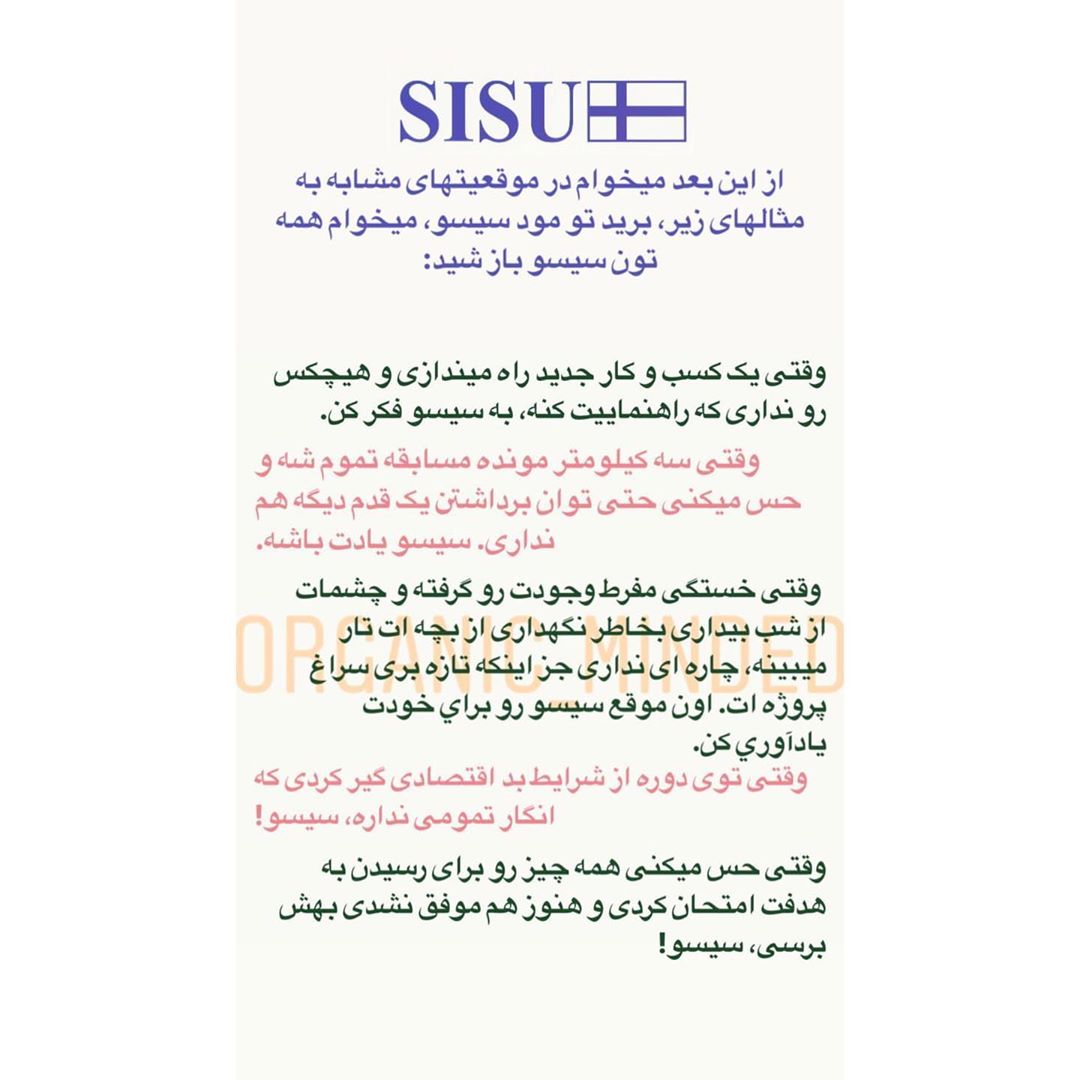 SISU
از این بعد میخوام در موقعیتهای مشابه به
مثالهای زیر، برید تو مود سیسو، میخوام همه
تون سیسو باز شید:
وقتی یک کسب و کار جدید راه میندازی و هیچکس
رو نداری که راهنماییت کنه، به سیسو فکر کن.
وقتی سه کیلومتر مونده مسابقه تموم شه و
حس میکنی حتی توان برداشتن یک قدم دیگه هم
نداری. سیسو یادت باشه.
وقتی خستگی مفرط وجودت رو گرفته و چشمات
از شب بیداری بخاطر نگهداری از بچه ات تار
میبینه، چاره ای نداری جز اینکه تازه بری سراغ
ORGANIC_MINDED
پروژه ات. اون موقع سیسو رو براي خودت
یادآوري کن.
وقتی توی دوره از شرایط بد اقتصادی گیر کردی که
انگار تمومی نداره، سیسو!
وقتی حس میکنی همه چیز رو برای رسیدن به
هدفت امتحان کردی و هنوز هم موفق نشدی بهش
برسی، سیسو!